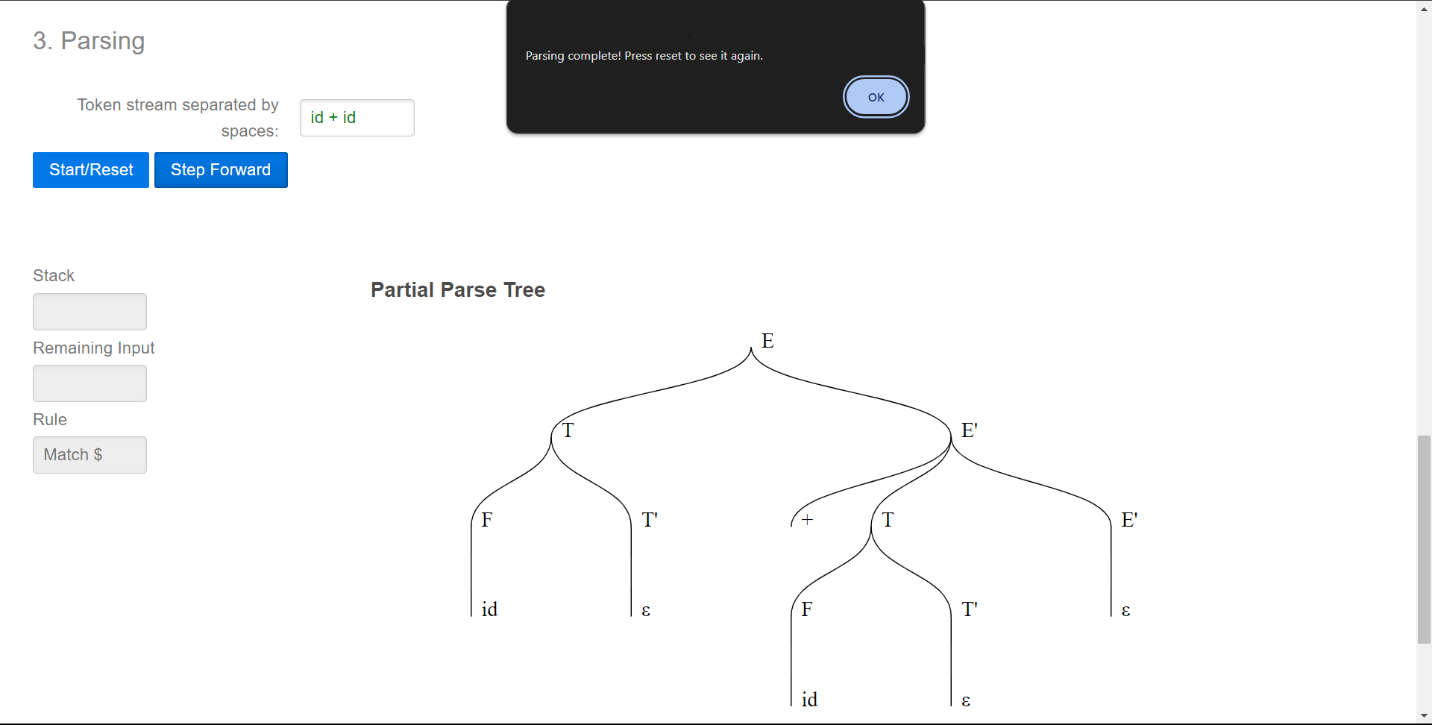 3. Parsing
Parsing complete! Press reset to see it again.
OK
Token stream separated by
spaces:
id + id
Start/Reset
Step Forward
Stack
Remaining Input
Rule
Match $
Partial Parse Tree
E
T E'
F T' + T E'
id ε F T' ε
id ε